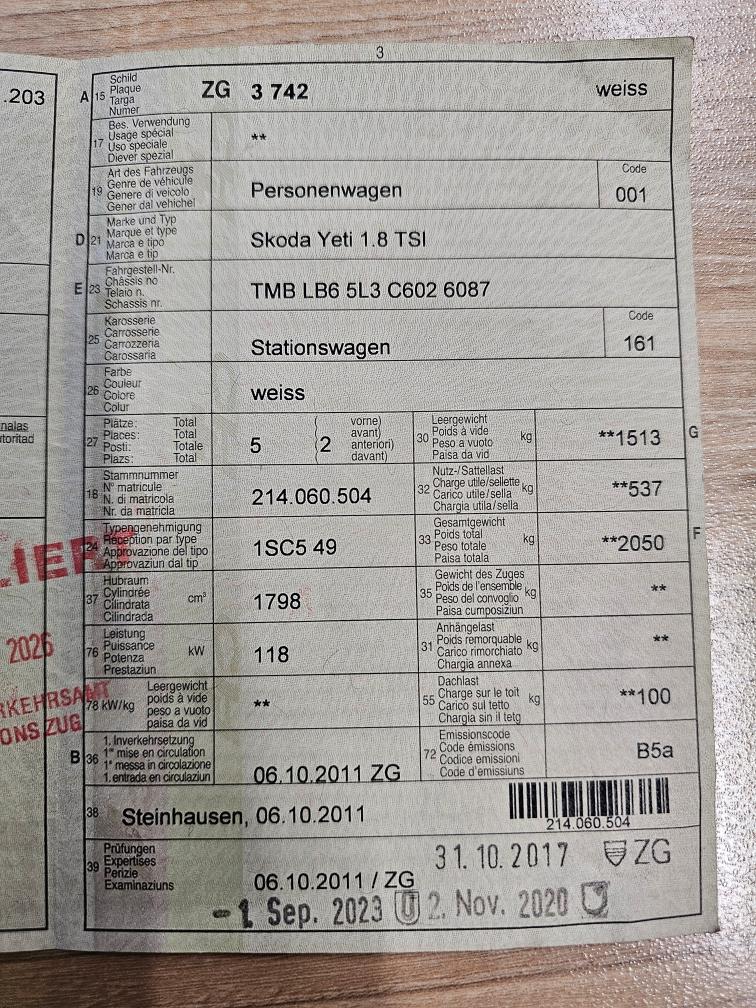 3
.203
A 15 Schild
Plaque
Targa
Numer
ZG 3 742 weiss
17 Bes. Verwendung
Usage spécial
Uso speciale
Diever spezial
**
19 Art des Fahrzeugs
Genre de véhicule
Genere di veicolo
Gener dal vehichel
Personenwagen
Code
001
D 21 Marke und Typ
Marque et type
Marca e tipo
Marca e tip
Skoda Yeti 1.8 TSI
E 23 Fahrgestell-Nr.
Châssis no
Telaio n.
Schassis nr.
TMB LB6 5L3 C602 6087
25 Karosserie
Carrosserie
Carrozzeria
Carossaria
Stationswagen
Code
161
26 Farbe
Couleur
Colore
Colur
weiss
27 Plätze: Total
Places: Total
Posti: Totale
Plazs: Total
5 (2 vorne)
avant)
anteriori)
davant)
30 Leergewicht
Poids à vide
Peso a vuoto
Paisa da vid
kg
**1513
G
18 Stammnummer
N° matricule
N. di matricola
Nr. da matricla
214.060.504
32 Nutz-/Sattellast
Charge utile/sellette
Carico utile/sella
Chargia utila/sella
kg
**537
24 Typengenehmigung
Réception par type
Approvazione del tipo
Approvaziun dal tip
1SC5 49
33 Gesamtgewicht
Poids total
Peso totale
Paisa totala
kg
**2050
F
37 Hubraum
Cylindrée
Cilindrata
Cilindrada
cm³
1798
35 Gewicht des Zuges
Poids de l'ensemble
Peso del convoglio
Paisa cumposiziun
kg
**
76 Leistung
Puissance
Potenza
Prestaziun
kW
118
31 Anhängelast
Poids remorquable
Carico rimorchiato
Chargia annexa
kg
**
78 kW/kg Leergewicht
poids à vide
peso a vuoto
paisa da vid
**
55 Dachlast
Charge sur le toit
Carico sul tetto
Chargia sin il tetg
kg
**100
B 36 1. Inverkehrsetzung
1re mise en circulation
1a messa in circolazione
1. entrada en circulaziun
06.10.2011 ZG
72 Emissionscode
Code émissions
Codice emissioni
Code d'emissiuns
B5a
38 Steinhausen, 06.10.2011
214.060.504
39 Prüfungen
Expertises
Perizie
Examinaziuns
06.10.2011 / ZG
31.10.2017 ZG
- 1. Sep. 2023
2. Nov. 2020
nalas
utoritad
LIERT
2026
RKEHRSAMT
ONS ZUG